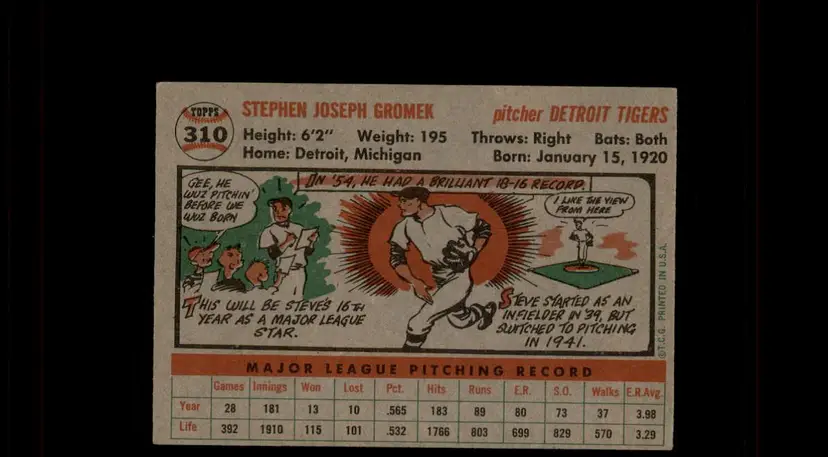 TOPPS
310
STEPHEN JOSEPH GROMEK
pitcher DETROIT TIGERS
Height: 6'2" Weight: 195 Throws: Right Bats: Both
Home: Detroit, Michigan Born: January 15, 1920
GEE, HE
WUZ PITCHIN'
BEFORE WE
WUZ BORN
IN '54, HE HAD A BRILLIANT 18-16 RECORD.
I LIKE THE VIEW
FROM HERE
THIS WILL BE STEVE'S 16TH
YEAR AS A MAJOR LEAGUE
STAR.
STEVE STARTED AS AN
INFIELDER IN '39, BUT
SWITCHED TO PITCHING
IN 1941.
©T.C.G. PRINTED IN U.S.A.
MAJOR LEAGUE PITCHING RECORD
Games Innings Won Lost Pct. Hits Runs E.R. S.O. Walks E.R.Avg.
Year 28 181 13 10 .565 183 89 80 73 37 3.98
Life 392 1910 115 101 .532 1766 803 699 829 570 3.29